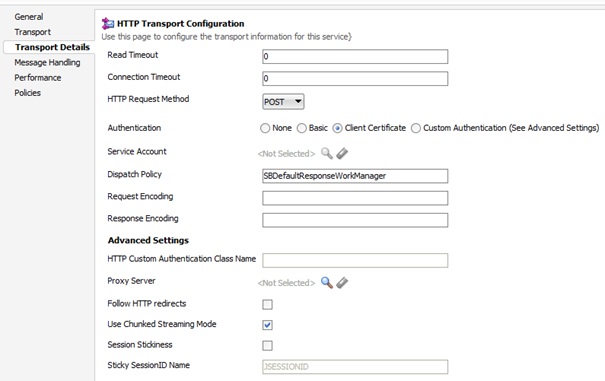 General
Transport
Transport Details
Message Handling
Performance
Policies
HTTP Transport Configuration
Use this page to configure the transport information for this service}
Read Timeout 0
Connection Timeout 0
HTTP Request Method POST
Authentication None Basic Client Certificate Custom Authentication (See Advanced Settings)
Service Account <Not Selected>
Dispatch Policy SBDefaultResponseWorkManager
Request Encoding
Response Encoding
Advanced Settings
HTTP Custom Authentication Class Name
Proxy Server <Not Selected>
Follow HTTP redirects
Use Chunked Streaming Mode
Session Stickiness
Sticky SessionID Name JSESSIONID